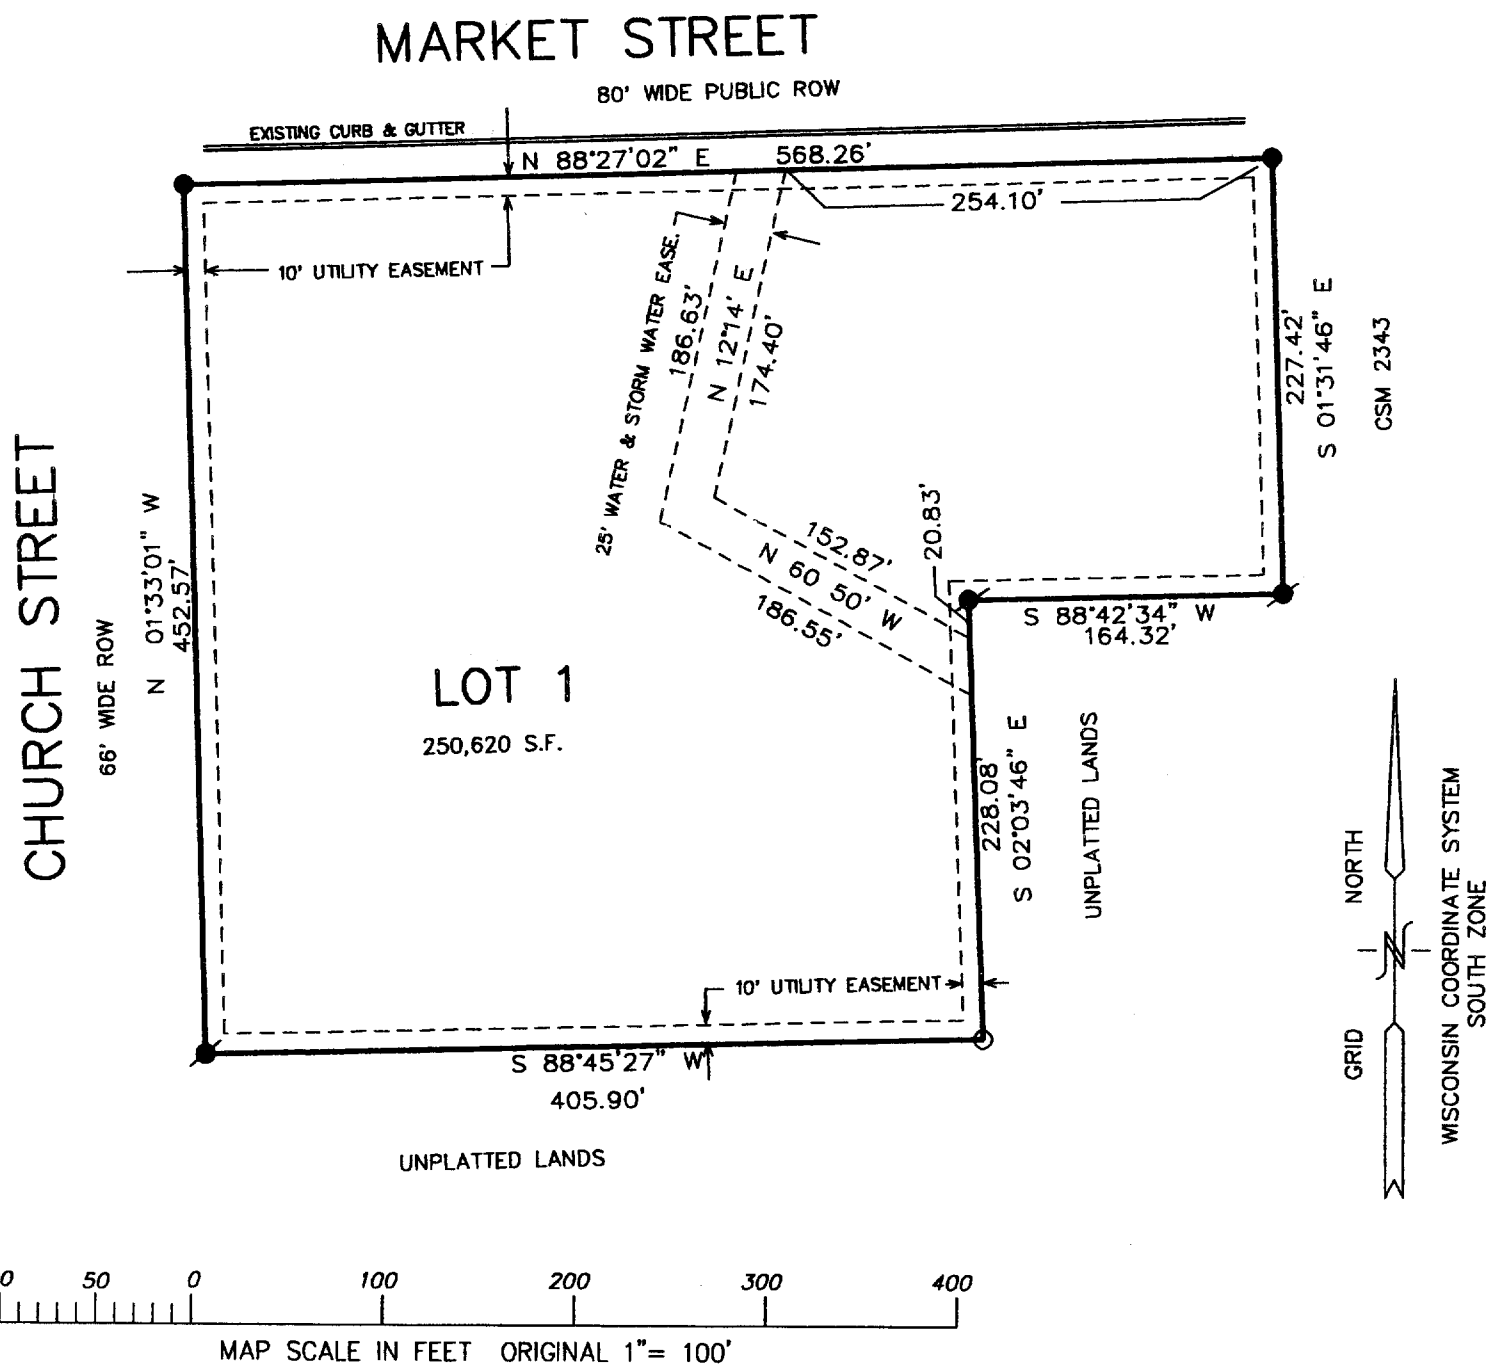 MARKET STREET
80' WIDE PUBLIC ROW
EXISTING CURB & GUTTER
N 88°27'02" E 568.26'
254.10'
10' UTILITY EASEMENT
25' WATER & STORM WATER EASE.
186.63'
N 12°14' E
174.40'
227.42'
S 01°31'46" E
CSM 2343
CHURCH STREET
66' WIDE ROW
N 01°33'01" W
452.57'
152.87'
N 60 50' W
186.55'
20.83'
S 88°42'34" W
164.32'
LOT 1
250,620 S.F.
228.08'
S 02°03'46" E
UNPLATTED LANDS
10' UTILITY EASEMENT
S 88°45'27" W
405.90'
UNPLATTED LANDS
GRID NORTH
N
WISCONSIN COORDINATE SYSTEM
SOUTH ZONE
0 50 0 100 200 300 400
MAP SCALE IN FEET ORIGINAL 1"= 100'